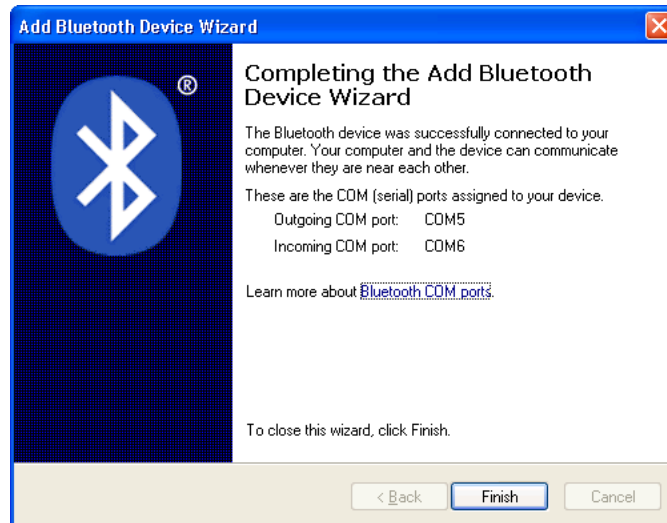 Add Bluetooth Device Wizard
®
Completing the Add Bluetooth
Device Wizard
The Bluetooth device was successfully connected to your
computer. Your computer and the device can communicate
whenever they are near each other.
These are the COM (serial) ports assigned to your device.
Outgoing COM port: COM5
Incoming COM port: COM6
Learn more about Bluetooth COM ports.
To close this wizard, click Finish.
< Back Finish Cancel